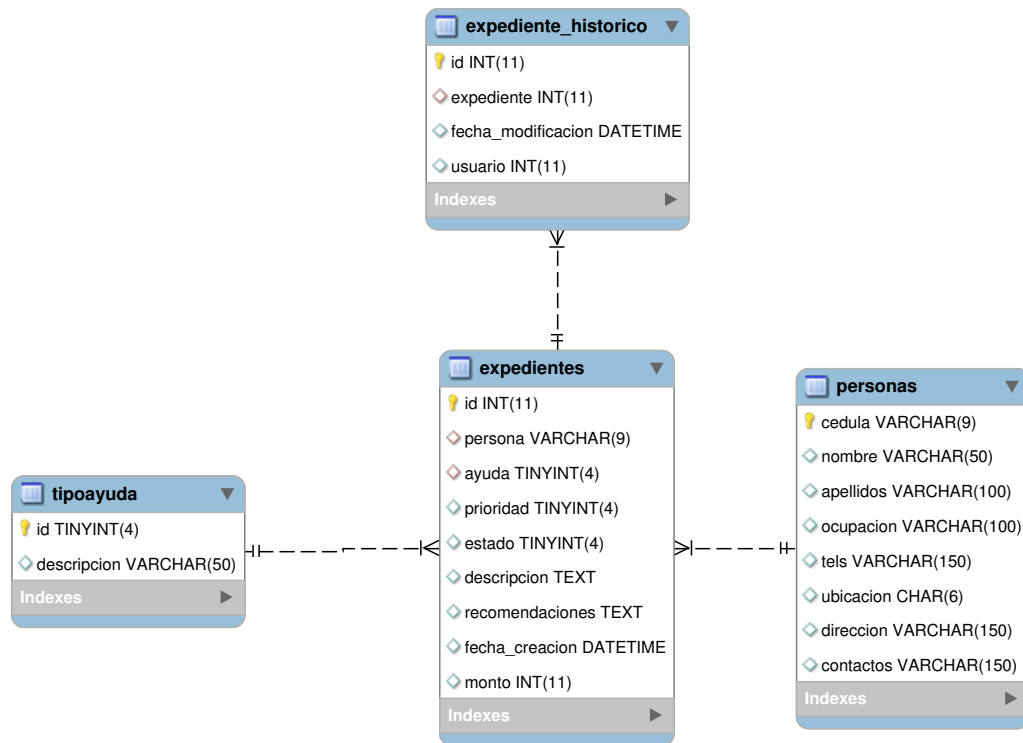 expediente_historico
id INT(11)
expediente INT(11)
fecha_modificacion DATETIME
usuario INT(11)
Indexes
expedientes
id INT(11)
persona VARCHAR(9)
ayuda TINYINT(4)
prioridad TINYINT(4)
estado TINYINT(4)
descripcion TEXT
recomendaciones TEXT
fecha_creacion DATETIME
monto INT(11)
Indexes
personas
cedula VARCHAR(9)
nombre VARCHAR(50)
apellidos VARCHAR(100)
ocupacion VARCHAR(100)
tels VARCHAR(150)
ubicacion CHAR(6)
direccion VARCHAR(150)
contactos VARCHAR(150)
Indexes
tipoayuda
id TINYINT(4)
descripcion VARCHAR(50)
Indexes